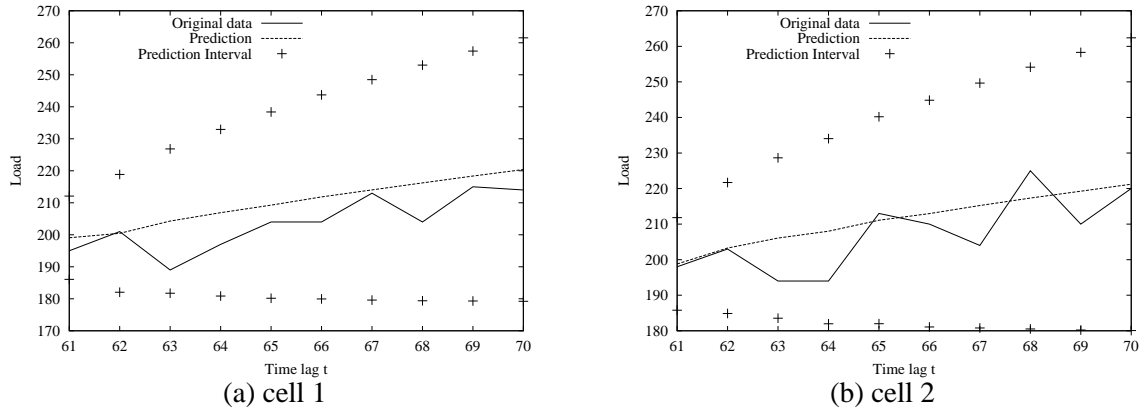 270
260
250
240
230
220
210
200
190
180
170
Load
Original data
Prediction
Prediction Interval
61 62 63 64 65 66 67 68 69 70
Time lag t
(a) cell 1
270
260
250
240
230
220
210
200
190
180
Load
Original data
Prediction
Prediction Interval
61 62 63 64 65 66 67 68 69 70
Time lag t
(b) cell 2